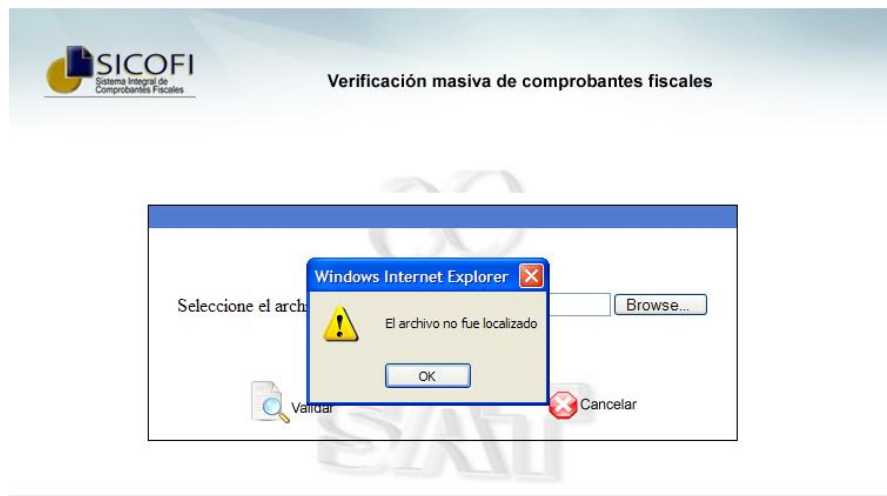 SICOFI
Sistema Integral de
Comprobantes Fiscales
Verificación masiva de comprobantes fiscales
Windows Internet Explorer
Seleccione el arch
El archivo no fue localizado
Browse...
OK
Validar
Cancelar
SAT